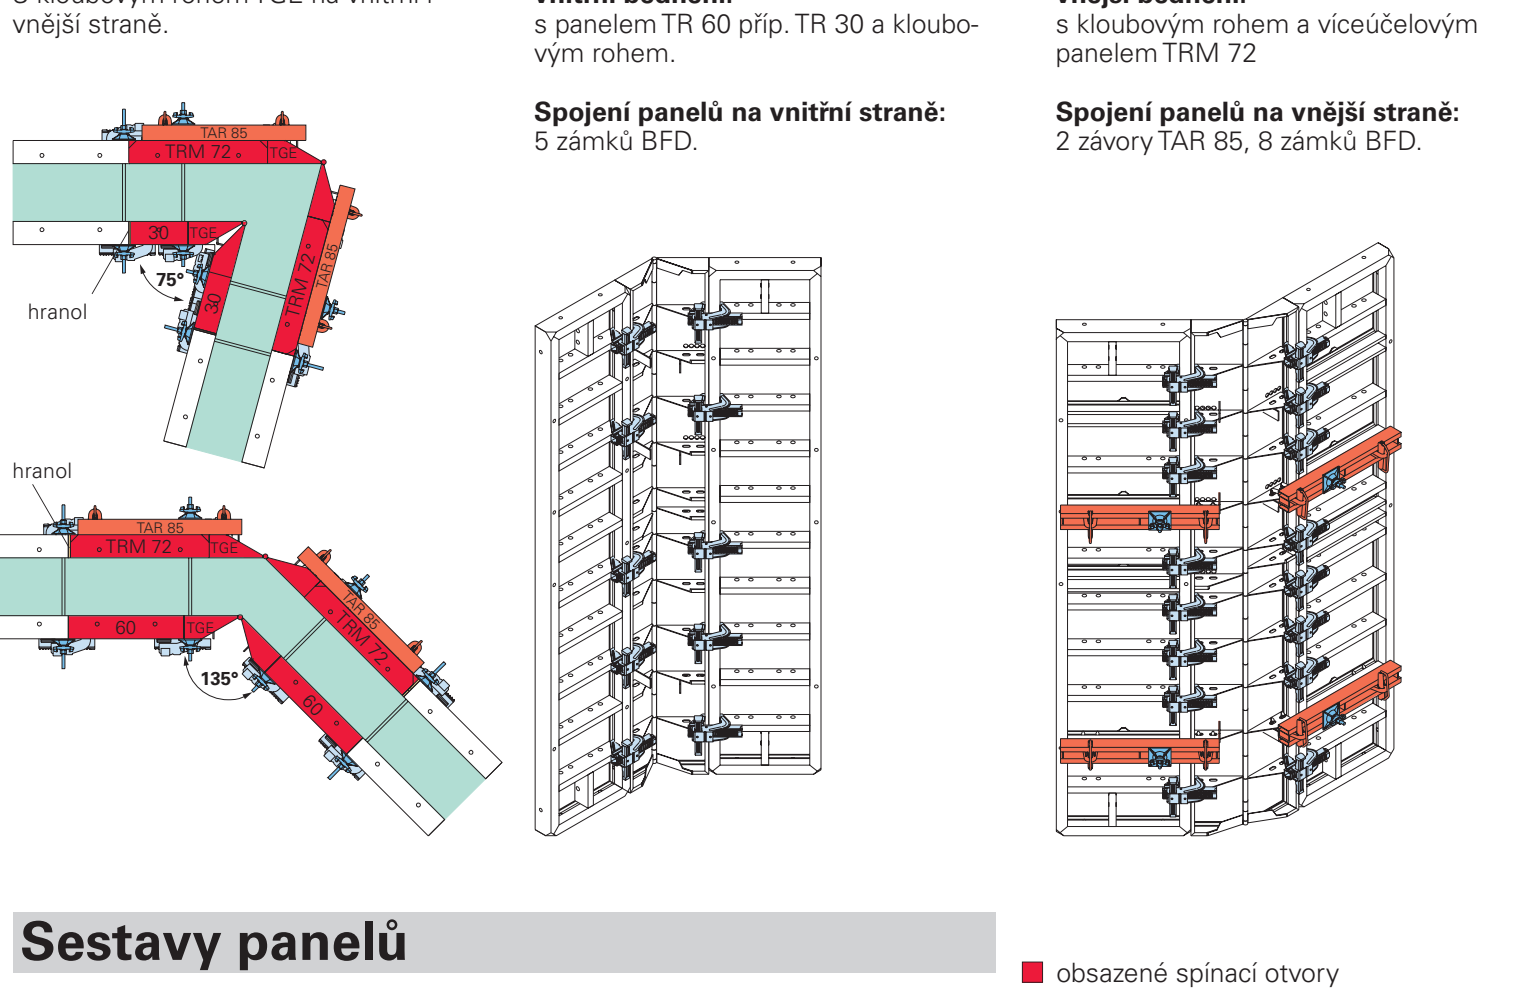 vnější straně.
s panelem TR 60 příp. TR 30 a kloubo-
vým rohem.
Spojení panelů na vnitřní straně:
5 zámků BFD.
s kloubovým rohem a víceúčelovým
panelem TRM 72
Spojení panelů na vnější straně:
2 závory TAR 85, 8 zámků BFD.
TAR 85
TRM 72
TGE
30
TGE
75°
30
TRM 72
TAR 85
hranol
hranol
TAR 85
TRM 72
TGE
60
TGE
135°
TAR 85
TRM 72
60
Sestavy panelů
obsazené spínací otvory